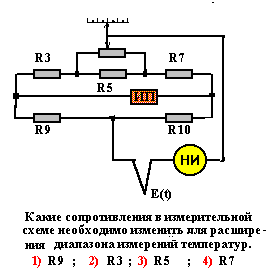 R3
R7
R5
ИП
R9
R10
НИ
E(t)
Какие сопротивления в измерительной
схеме необходимо изменить для расшире -
ния диапазона измерений температур.
1) R9 ; 2) R3 ; 3) R5 ; 4) R7